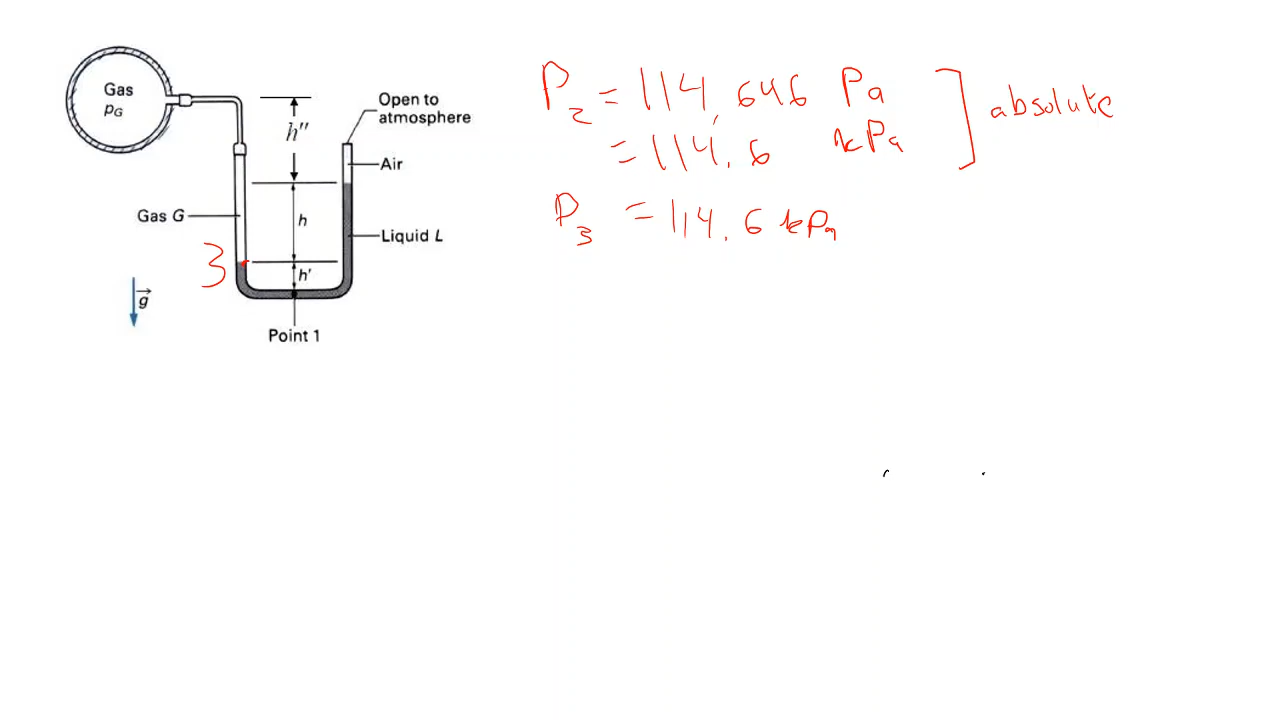 Gas
pG
Open to
atmosphere
h"
Air
Gas G
h
Liquid L
3
h'
g
Point 1
P2 = 114,646 Pa
= 114.6 kPa
absolute
P3 = 114.6 kPa